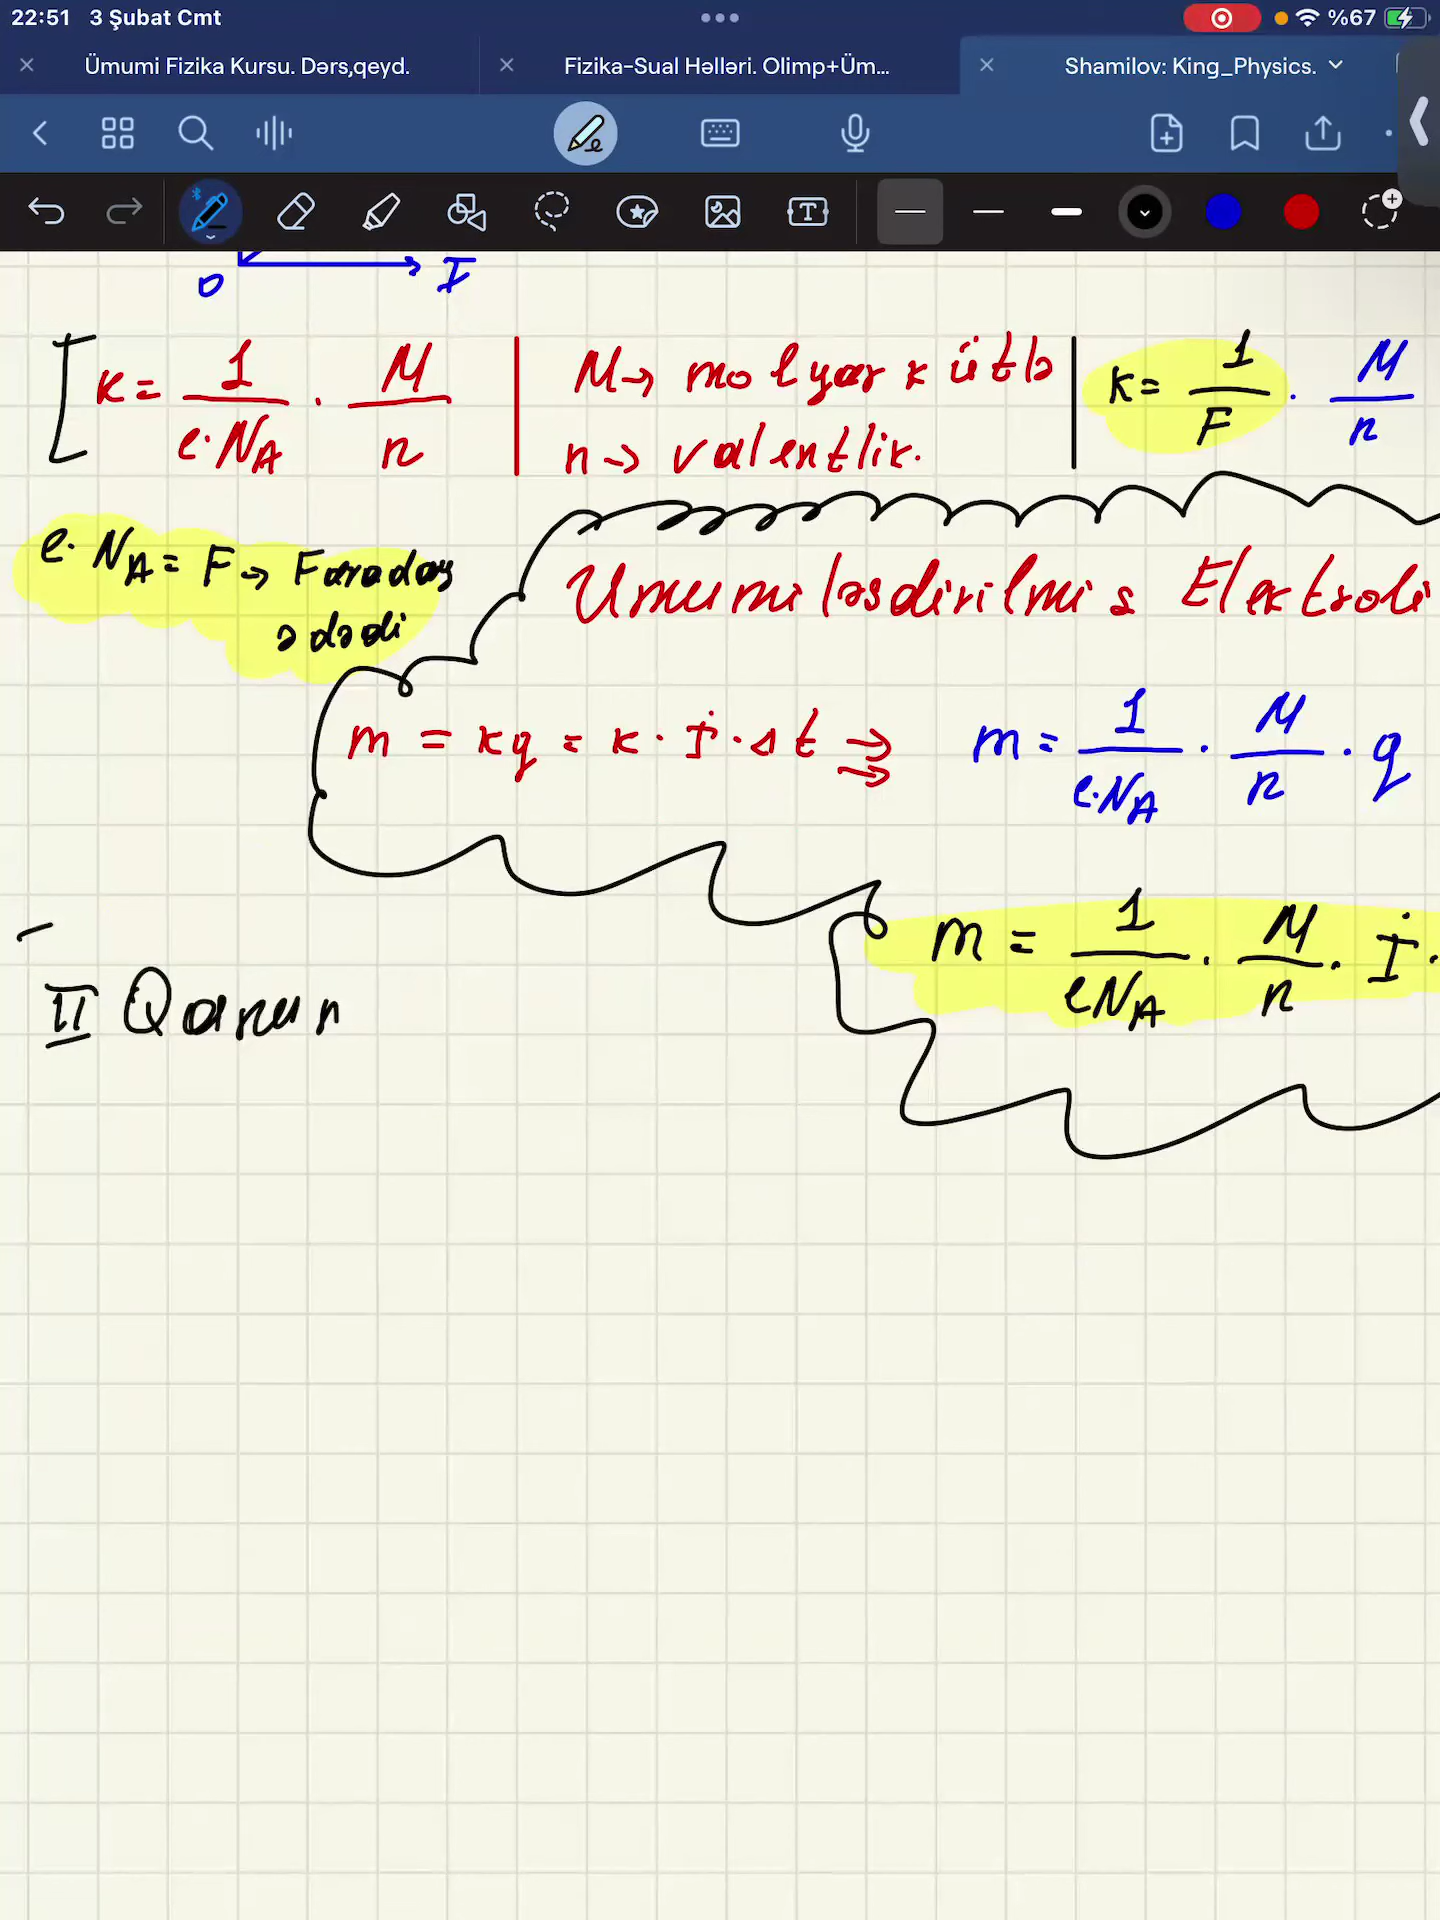 22:51 3 Şubat Cmt %67
Ümumi Fizika Kursu. Dərs,qeyd. Fizika-Sual Həlləri. Olimp+Üm... Shamilov: King_Physics.
0 I
k = 1/(e·N_A) · M/n | M → molyar kütlə | k = 1/F · M/n
n → valentlik.
e·N_A = F → Faraday
ədədi
Umumiləsdirilmis Elektroli
m = kq = k·I·Δt ⇒ m = 1/(e·N_A) · M/n · q
m = 1/(eN_A) · M/n · I ·
II Qanun